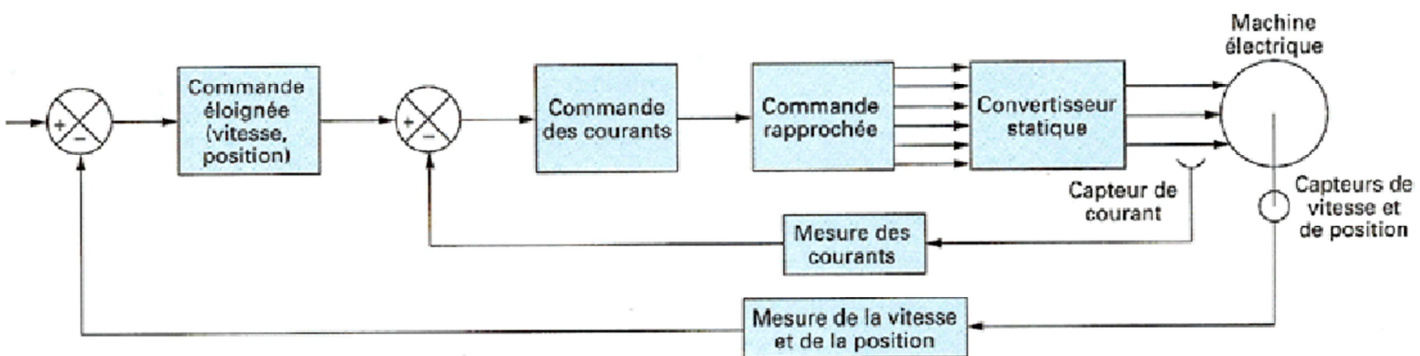 Machine
électrique
Commande
éloignée
(vitesse,
position)
+
−
+
−
Commande
des courants
Commande
rapprochée
Convertisseur
statique
Capteur de
courant
Capteurs de
vitesse et
de position
Mesure des
courants
Mesure de la vitesse
et de la position